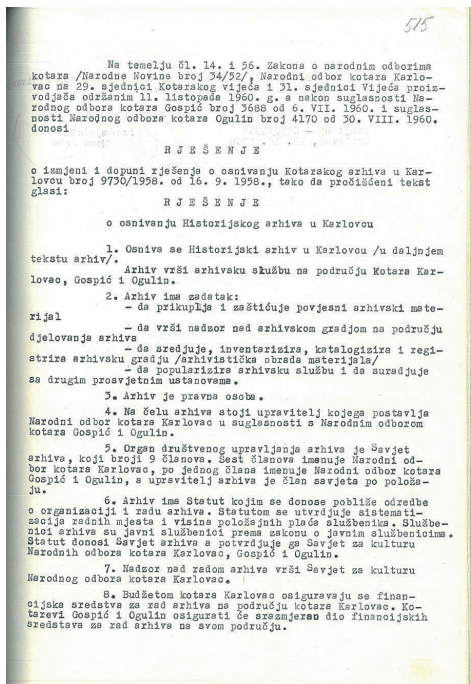 515
Na temelju čl. 14. i 56. Zakona o narodnim odborima
kotara /Narodne Novine broj 34/52/, Narodni odbor kotara Karlo-
vac na 29. sjednici Kotarskog vijeća i 31. sjednici Vijeća proiz-
vodjača održanim 11. listopada 1960. g. a nakon suglasnosti Na-
rodnog odbora kotara Gospić broj 3688 od 6. VII. 1960 i suglas-
nosti Narodnog odbora kotara Ogulin broj 4170 od 30. VIII. 1960.
donosi
R J E Š E N J E
o izmjeni i dopuni rješenja o osnivanju Kotarskog arhiva u Kar-
lovcu broj 9730/1958. od 16. 9. 1958., tako da pročišćeni tekst
glasi:
R J E Š E N J E
o osnivanju Historijskog arhiva u Karlovcu
1. Osniva se Historijski arhiv u Karlovcu /u daljnjem
tekstu arhiv/.
Arhiv vrši arhivsku službu na području Kotara Kar-
lovac, Gospić i Ogulin.
2. Arhiv ima zadatak:
- da prikuplja i zaštićuje povjesni arhivski mate-
rijal
- da vrši nadzor nad arhivskom gradjom na području
djelovanja arhiva
- da sredjuje, inventarizira, katalogizira i regi-
strira arhivsku gradju /arhivistička obrada materijala/
- da popularizira arhivsku službu i da suradjuje
sa drugim prosvjetnim ustanovama.
3. Arhiv je pravna osoba.
4. Na čelu arhiva stoji upravitelj kojega postavlja
Narodni odbor kotara Karlovac u suglasnosti s Narodnim odborom
kotara Gospić i Ogulin.
5. Organ društvenog upravljanja arhiva je Savjet
arhiva, koji broji 9 članova. Šest članova imenuje Narodni od-
bor kotara Karlovac, po jednog člana imenuje Narodni odbor kotara
Gospić i Ogulin, a upravitelj arhiva je član savjeta po položa-
ju.
6. Arhiv ima Statut kojim se donose pobliže odredbe
o organizaciji i radu arhiva. Statutom se utvrdjuje sistemati-
zacija radnih mjesta i visina položajnih plaća službenika. Službe-
nici arhiva su javni službenici prema zakonu o javnim službenicima.
Statut donosi Savjet arhiva a potvrdjuje ga Savjet za kulturu
Narodnih odbora kotara Karlovac, Gospić i Ogulin.
7. Nadzor nad radom arhiva vrši Savjet za kulturu
Narodnog odbora kotara Karlovac.
8. Budžetom kotara Karlovac osiguravaju se finan-
cijska sredstva za rad arhiva na području kotara Karlovac. Ko-
tarevi Gospić i Ogulin osigurati će srazmjeran dio financijskih
sredstava za rad arhiva na svom području.